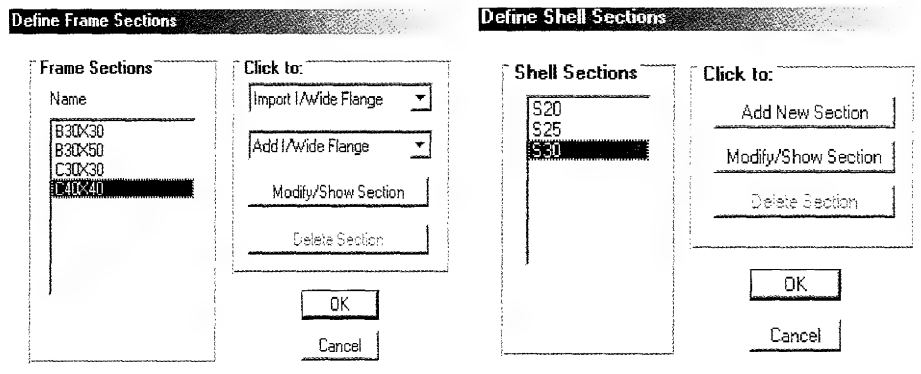 Define Frame Sections
Frame Sections
Name
B30X30
B30X50
C30X30
C40X40
Click to:
Import I/Wide Flange
Add I/Wide Flange
Modify/Show Section
Delete Section
OK
Cancel
Define Shell Sections
Shell Sections
S20
S25
S30
Click to:
Add New Section
Modify/Show Section
Delete Section
OK
Cancel